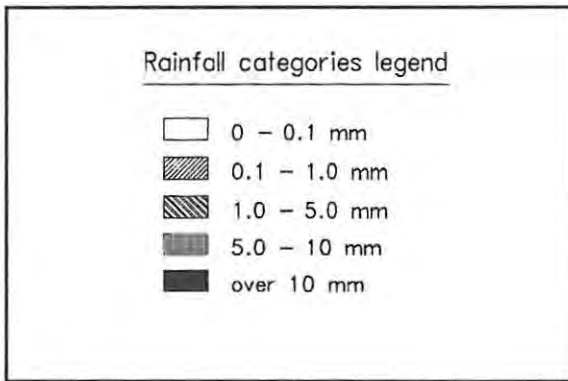 Rainfall categories legend
0 - 0.1 mm
0.1 - 1.0 mm
1.0 - 5.0 mm
5.0 - 10 mm
over 10 mm